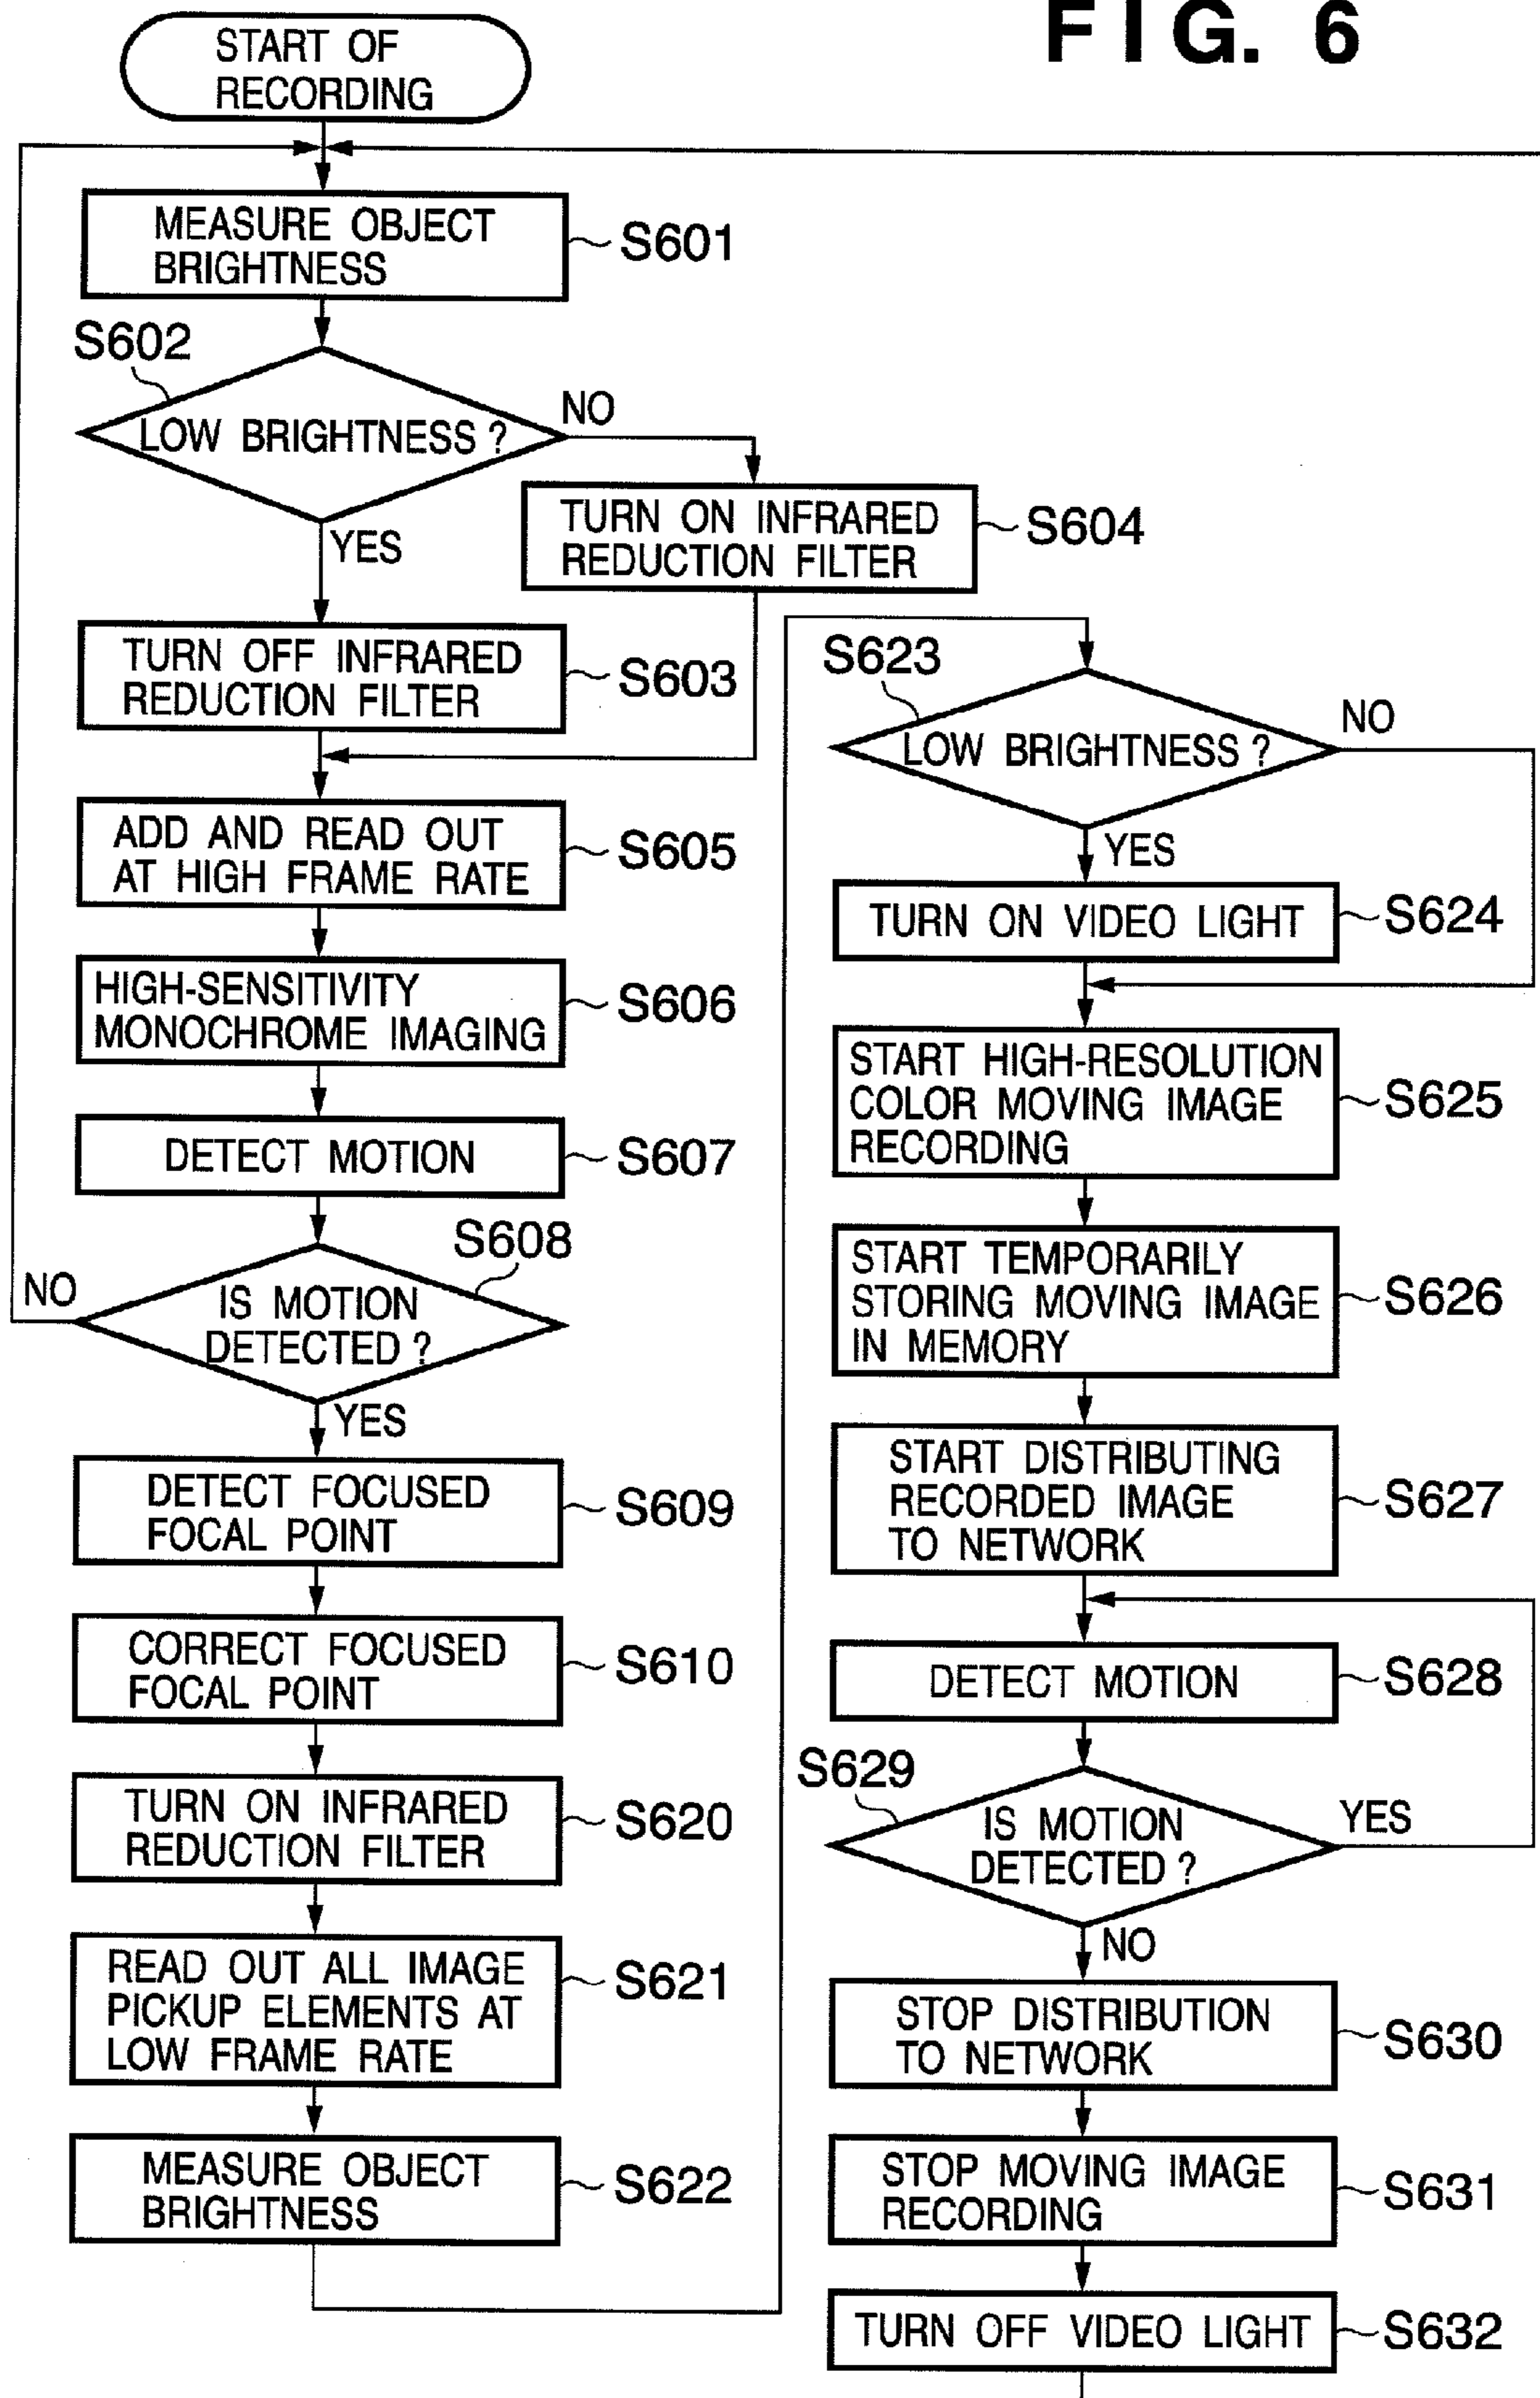 FIG. 6
START OF
RECORDING
MEASURE OBJECT
BRIGHTNESS
S601
S602
LOW BRIGHTNESS?
NO
YES
TURN ON INFRARED
REDUCTION FILTER
S604
TURN OFF INFRARED
REDUCTION FILTER
S603
ADD AND READ OUT
AT HIGH FRAME RATE
S605
HIGH-SENSITIVITY
MONOCHROME IMAGING
S606
DETECT MOTION
S607
S608
IS MOTION
DETECTED?
NO
YES
DETECT FOCUSED
FOCAL POINT
S609
CORRECT FOCUSED
FOCAL POINT
S610
TURN ON INFRARED
REDUCTION FILTER
S620
READ OUT ALL IMAGE
PICKUP ELEMENTS AT
LOW FRAME RATE
S621
MEASURE OBJECT
BRIGHTNESS
S622
S623
LOW BRIGHTNESS?
NO
YES
TURN ON VIDEO LIGHT
S624
START HIGH-RESOLUTION
COLOR MOVING IMAGE
RECORDING
S625
START TEMPORARILY
STORING MOVING IMAGE
IN MEMORY
S626
START DISTRIBUTING
RECORDED IMAGE
TO NETWORK
S627
DETECT MOTION
S628
S629
IS MOTION
DETECTED?
YES
NO
STOP DISTRIBUTION
TO NETWORK
S630
STOP MOVING IMAGE
RECORDING
S631
TURN OFF VIDEO LIGHT
S632